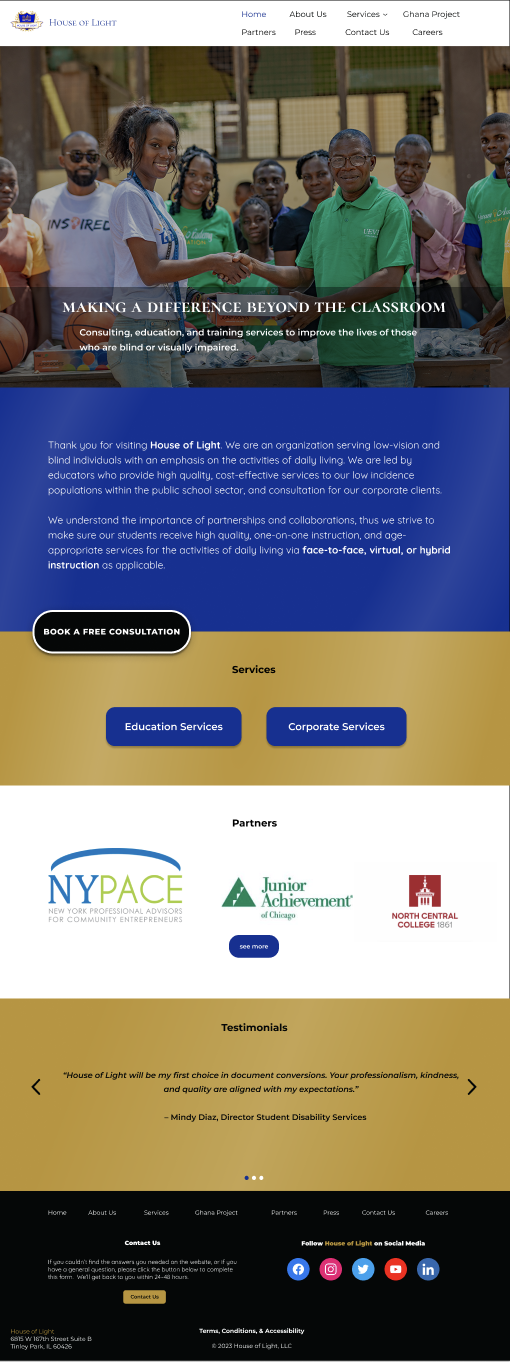 House of Light
Home About Us Services Ghana Project
Partners Press Contact Us Careers
INSPIRED
MAKING A DIFFERENCE BEYOND THE CLASSROOM
Consulting, education, and training services to improve the lives of those
who are blind or visually impaired.
Thank you for visiting House of Light. We are an organization serving low-vision and
blind individuals with an emphasis on the activities of daily living. We are led by
educators who provide high quality, cost-effective services to our low incidence
populations within the public school sector, and consultation for our corporate clients.
We understand the importance of partnerships and collaborations, thus we strive to
make sure our students receive high quality, one-on-one instruction, and age-
appropriate services for the activities of daily living via face-to-face, virtual, or hybrid
instruction as applicable.
BOOK A FREE CONSULTATION
Services
Education Services Corporate Services
Partners
NYPACE
NEW YORK PROFESSIONAL ADVISORS
FOR COMMUNITY ENTREPRENEURS
Junior
Achievement®
of Chicago
NORTH CENTRAL
COLLEGE 1861
see more
Testimonials
“House of Light will be my first choice in document conversions. Your professionalism, kindness,
and quality are aligned with my expectations.”
– Mindy Diaz, Director Student Disability Services
Home About Us Services Ghana Project Partners Press Contact Us Careers
Contact Us
If you couldn't find the answers you needed on the website, or if you
have a general question, please click the button below to complete
this form. We'll get back to you within 24-48 hours.
Contact Us
Follow House of Light on Social Media
in
House of Light
6815 W 167th Street Suite B
Tinley Park, IL 60426
Terms, Conditions, & Accessibility
© 2023 House of Light, LLC